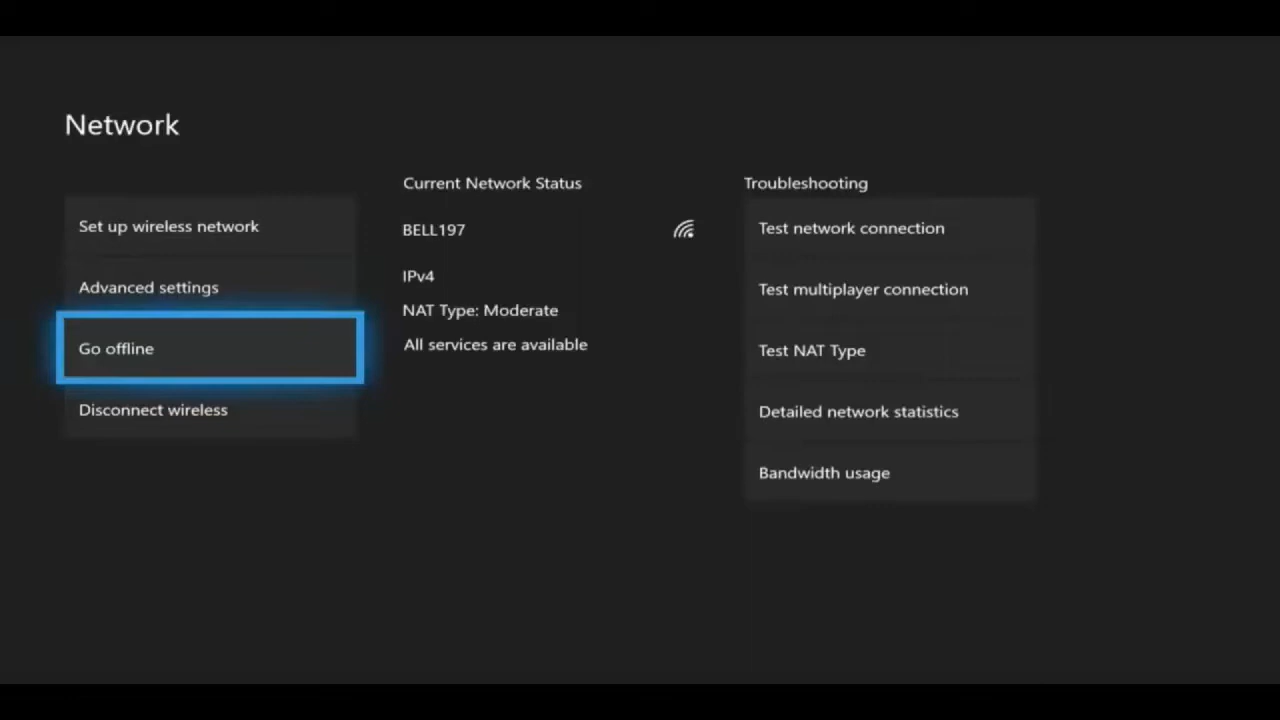 Network
Set up wireless network
Advanced settings
Go offline
Disconnect wireless
Current Network Status
BELL197
IPv4
NAT Type: Moderate
All services are available
Troubleshooting
Test network connection
Test multiplayer connection
Test NAT Type
Detailed network statistics
Bandwidth usage